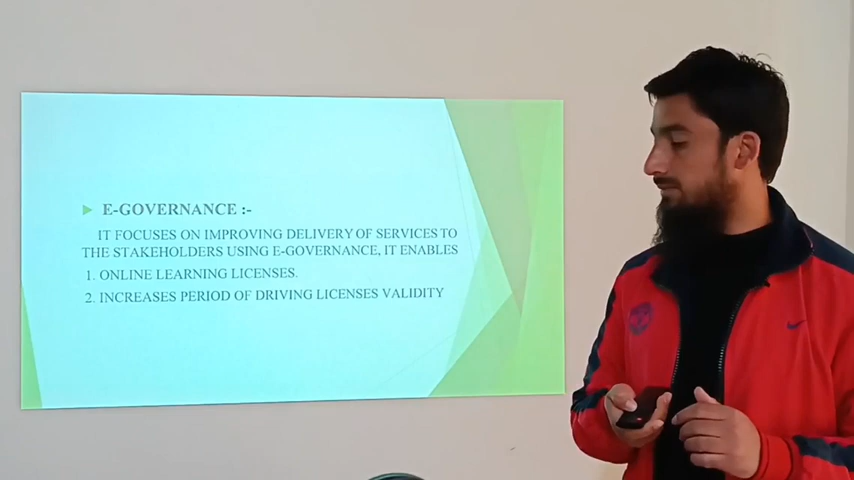 E-GOVERNANCE :-
IT FOCUSES ON IMPROVING DELIVERY OF SERVICES TO
THE STAKEHOLDERS USING E-GOVERNANCE, IT ENABLES
1. ONLINE LEARNING LICENSES.
2. INCREASES PERIOD OF DRIVING LICENSES VALIDITY